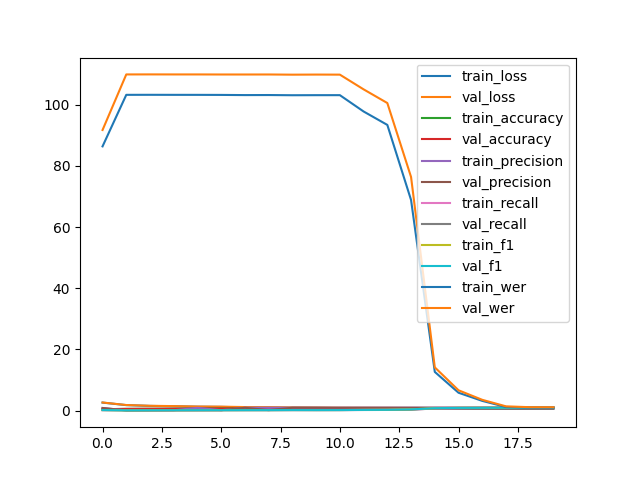 train_loss
val_loss
train_accuracy
val_accuracy
train_precision
val_precision
train_recall
val_recall
train_f1
val_f1
train_wer
val_wer
100
80
60
40
20
0
0.0 2.5 5.0 7.5 10.0 12.5 15.0 17.5